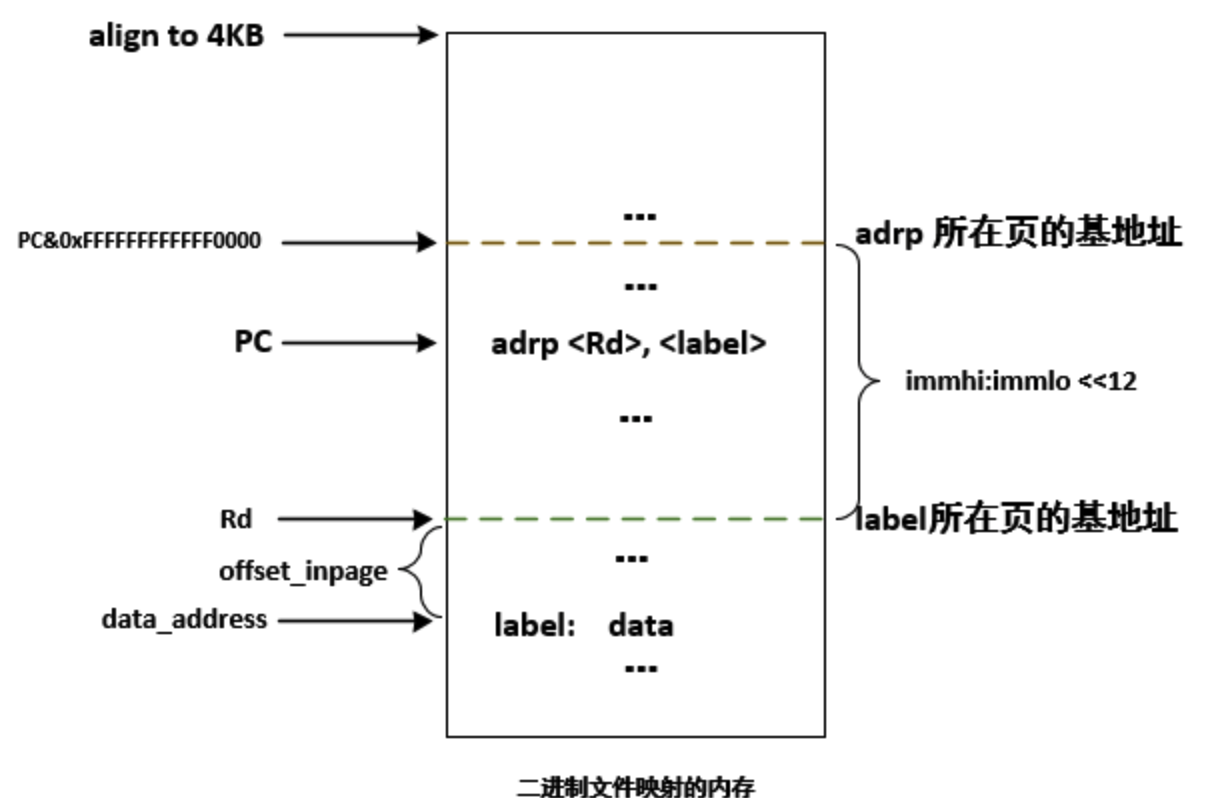 align to 4KB
...
PC&0xFFFFFFFFFFFF0000
adrp 所在页的基地址
...
PC
adrp <Rd>, <label>
immhi:immlo <<12
...
Rd
label所在页的基地址
...
offset_inpage
data_address
label: data
...
二进制文件映射的内存